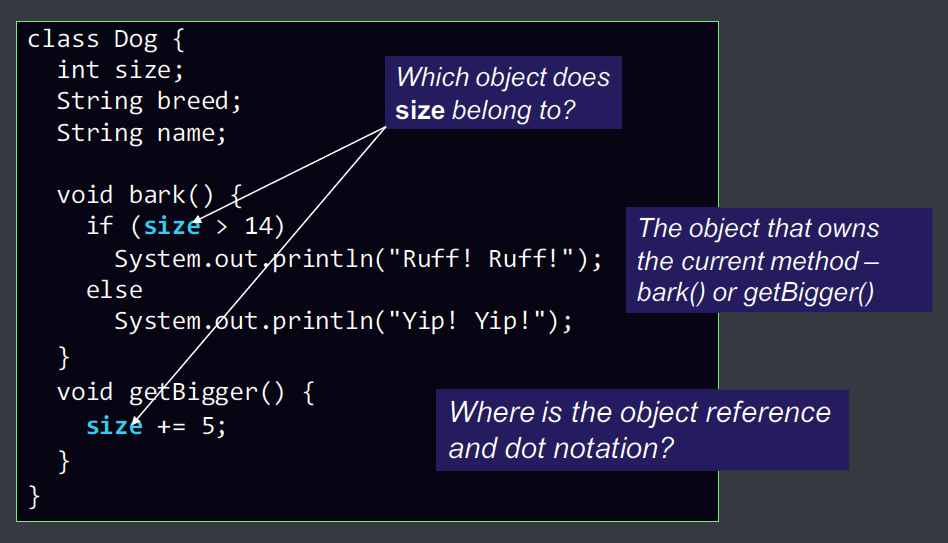 class Dog {
int size;
String breed;
String name;
void bark() {
if (size > 14)
System.out.println("Ruff! Ruff!");
else
System.out.println("Yip! Yip!");
}
void getBigger() {
size += 5;
}
}
Which object does
size belong to?
The object that owns
the current method –
bark() or getBigger()
Where is the object reference
and dot notation?